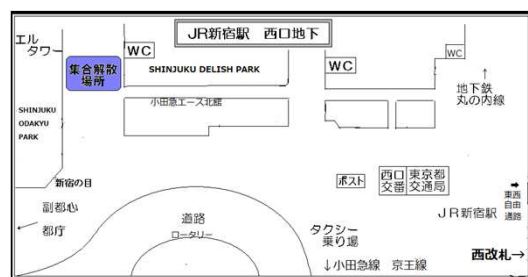 JR新宿駅 西口地下
エル
タワー
WC
WC
WC
集合解散
場所
SHINJUKU DELISH PARK
↑
地下鉄
丸の内線
小田急エース北館
SHINJUKU
ODAKYU
PARK
新宿の目
ポスト
西口
交番
東京都
交通局
➡
東西
自由
通路
副都心
←
都庁
道路
ロータリー
タクシー
乗り場
JR新宿駅
西改札→
↓小田急線 京王線